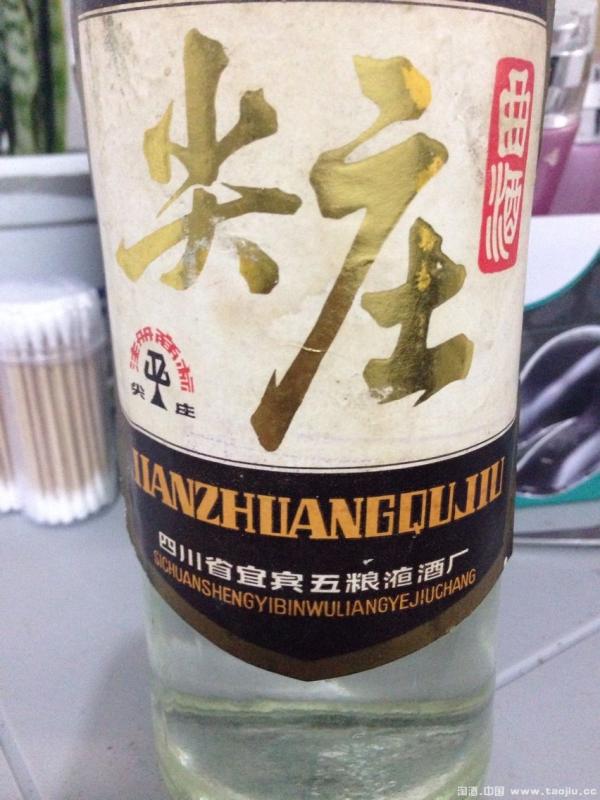 尖庄
曲酒
注册商标
尖 庄
JIANZHUANGQUJIU
四川省宜宾五粮液酒厂
SICHUANSHENGYIBINWULIANGYEJIUCHANG
淘酒.中国 www.taojiu.cc